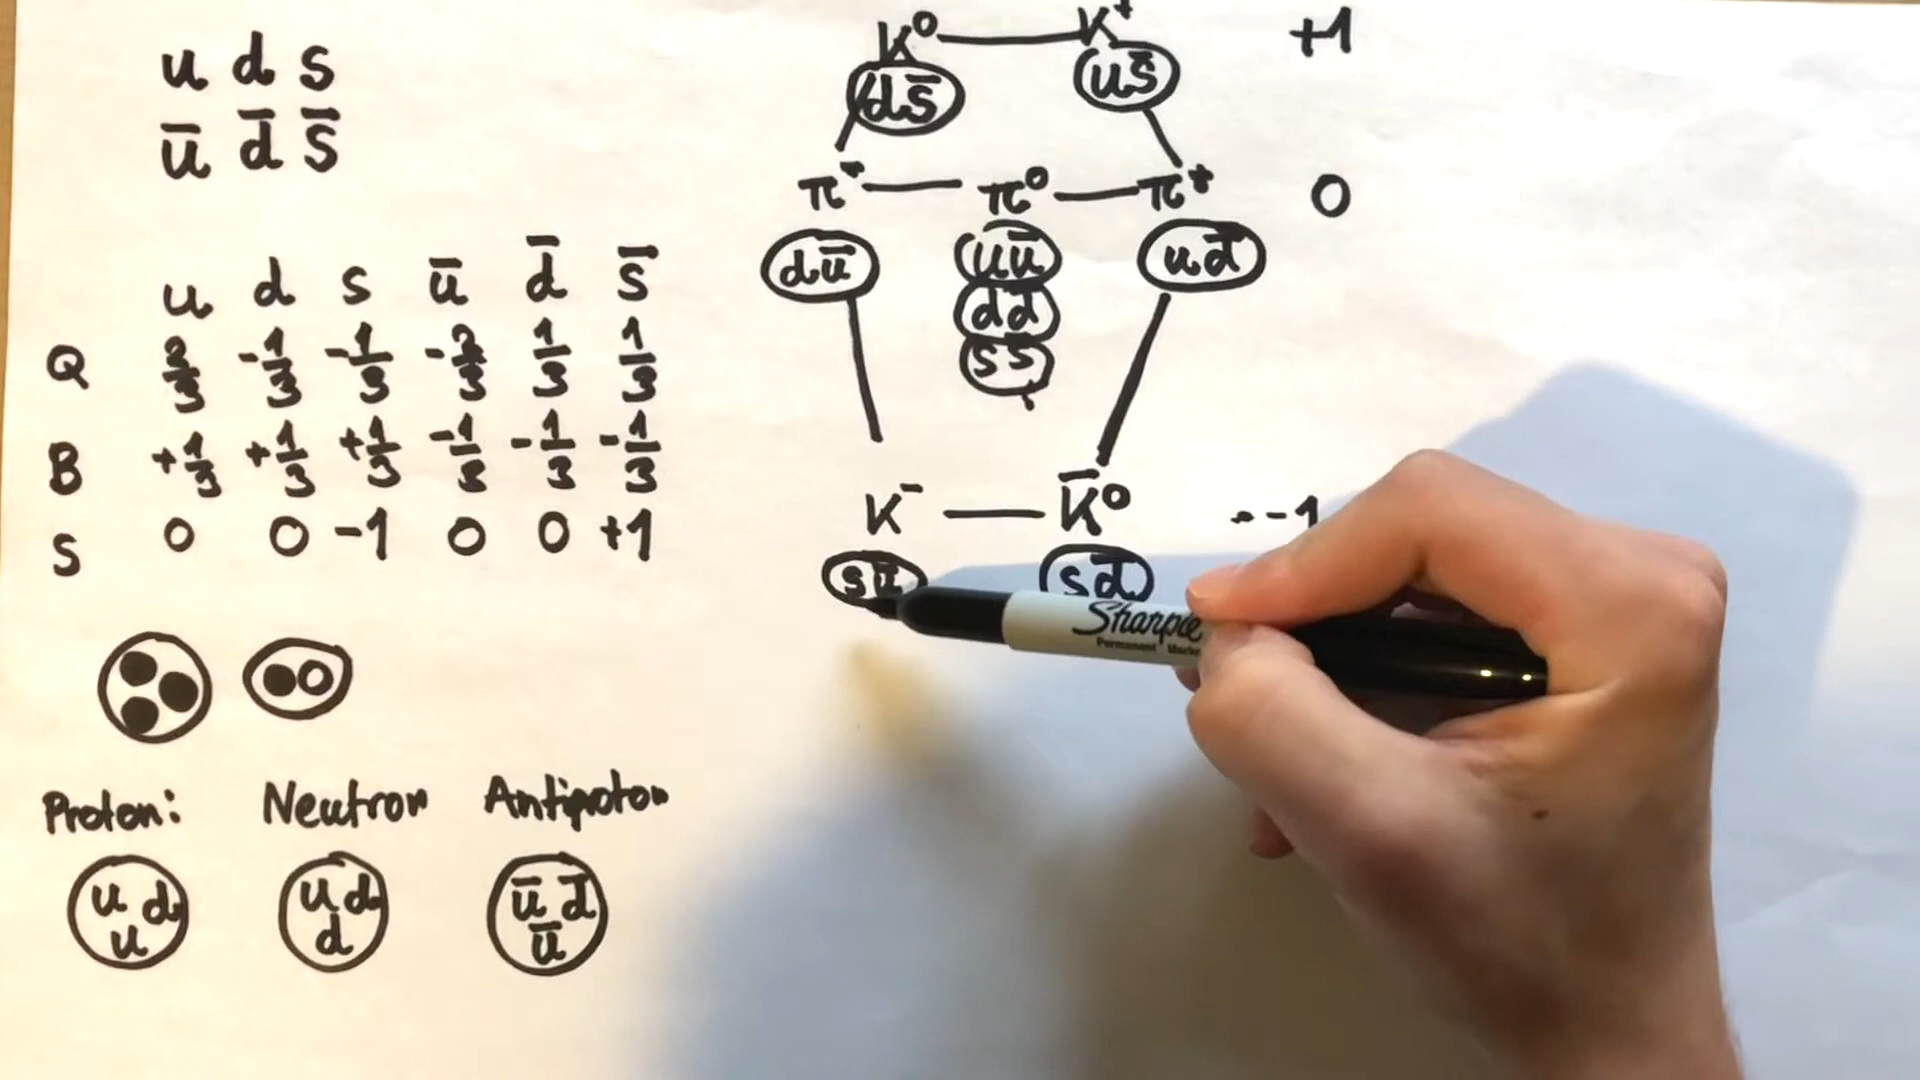 u d s
ū d̄ s̄
u d s ū d̄ s̄
Q 2/3 -1/3 -1/3 -2/3 1/3 1/3
B +1/3 +1/3 +1/3 -1/3 -1/3 -1/3
S 0 0 -1 0 0 +1
Proton: Neutron Antiproton
u d u
u d d
ū d̄ ū
K⁰ K⁺ +1
ds̄ us̄
π⁻ π⁰ π⁺ 0
dū uū ud̄
dd̄
ss̄
K⁻ K̄⁰ --1
sū sd̄
Sharpie
Permanent